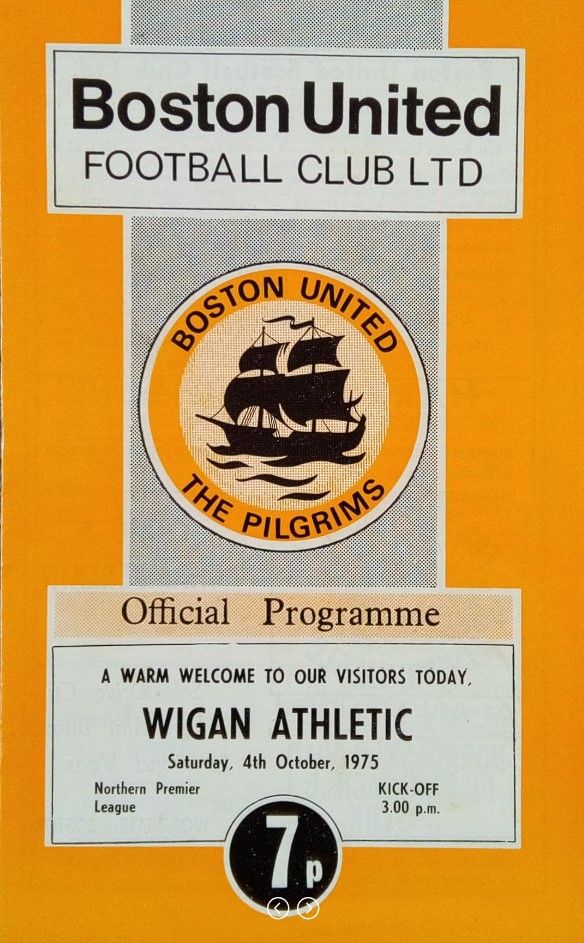 Boston United
FOOTBALL CLUB LTD
BOSTON UNITED
THE PILGRIMS
Official Programme
A WARM WELCOME TO OUR VISITORS TODAY,
WIGAN ATHLETIC
Saturday, 4th October, 1975
Northern Premier
League
KICK-OFF
3.00 p.m.
7p